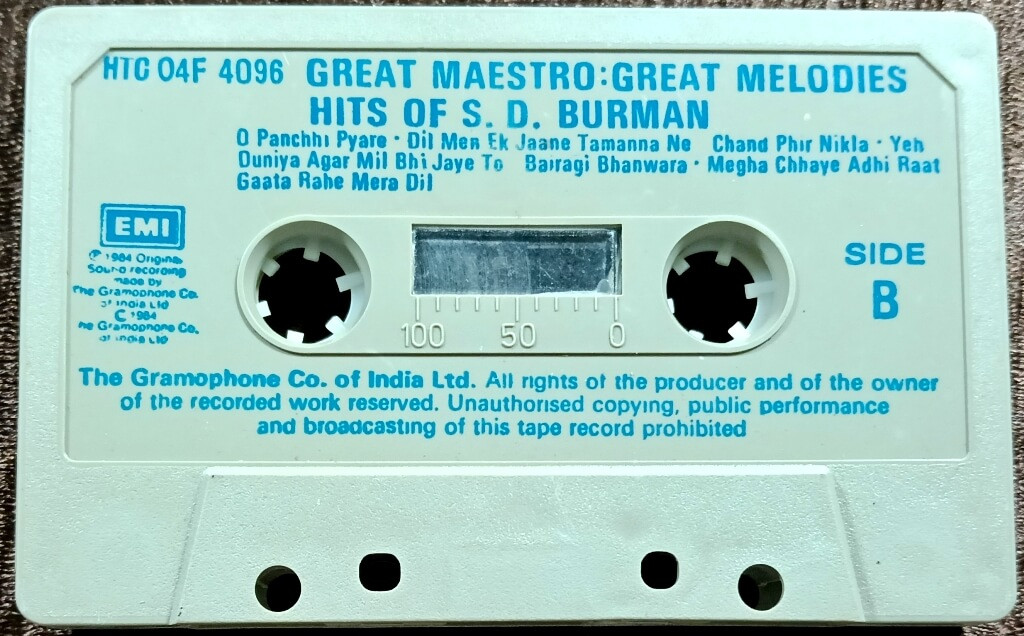 HTC 04F 4096 GREAT MAESTRO:GREAT MELODIES
HITS OF S. D. BURMAN
O Panchhi Pyare · Dil Men Ek Jaane Tamanna Ne Chand Phir Nikla · Yeh
Duniya Agar Mil Bhi Jaye To Bairagi Bhanwara · Megha Chhaye Adhi Raat
Gaata Rahe Mera Dil
EMI
℗ 1984 Original
Sound recording
made by
The Gramophone Co.
of India Ltd
© 1984
he Gramophone Co.
of India Ltd
SIDE
B
100 50 0
The Gramophone Co. of India Ltd. All rights of the producer and of the owner
of the recorded work reserved. Unauthorised copying, public performance
and broadcasting of this tape record prohibited